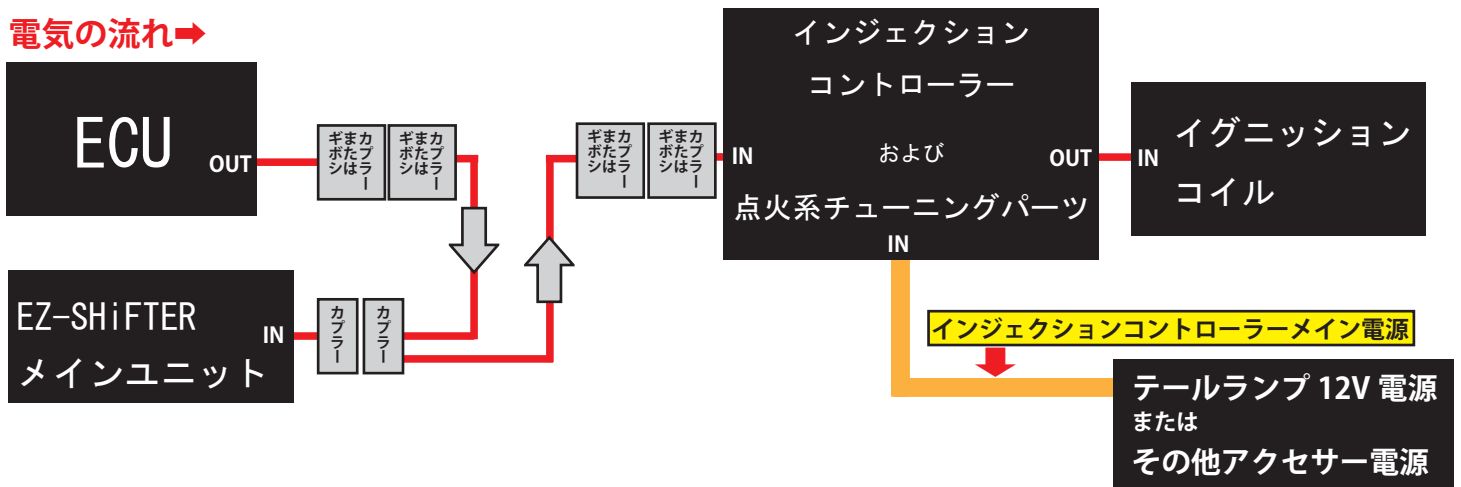 電気の流れ➡
ECU
OUT
カプラー
または
ギボシ
カプラー
または
ギボシ
EZ-SHiFTER
メインユニット
IN
カプラー
カプラー
カプラー
または
ギボシ
カプラー
または
ギボシ
インジェクション
コントローラー
および
点火系チューニングパーツ
IN
OUT
IN
IN
イグニッション
コイル
インジェクションコントローラーメイン電源
テールランプ 12V 電源
または
その他アクセサー電源